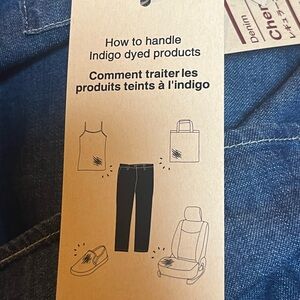 How to handle
Indigo dyed products
Comment traiter les
produits teints à l'indigo
Denim